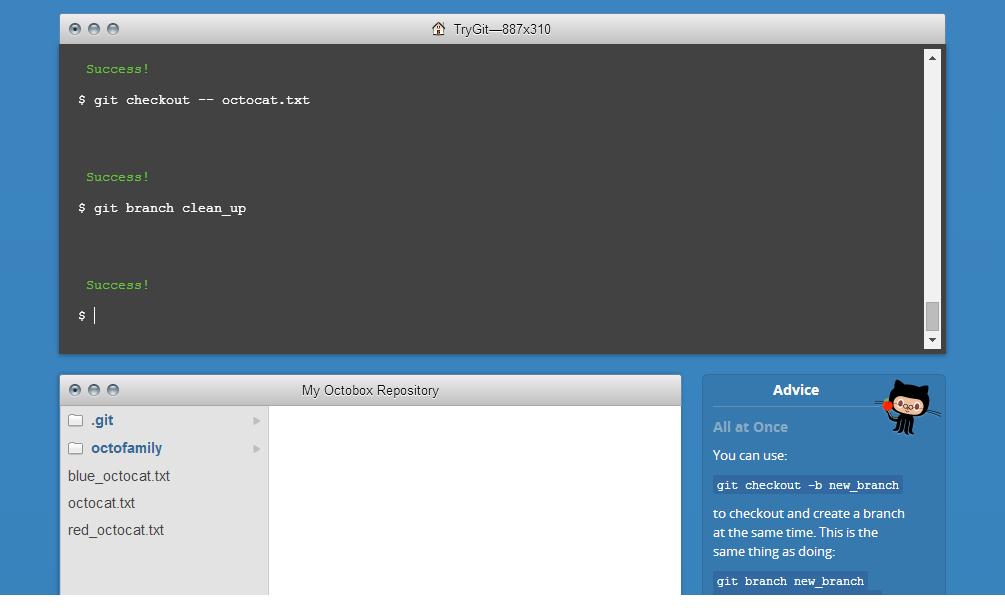 TryGit—887x310
Success!
$ git checkout -- octocat.txt
Success!
$ git branch clean_up
Success!
$
My Octobox Repository
.git
octofamily
blue_octocat.txt
octocat.txt
red_octocat.txt
Advice
All at Once
You can use:
git checkout -b new_branch
to checkout and create a branch
at the same time. This is the
same thing as doing:
git branch new_branch